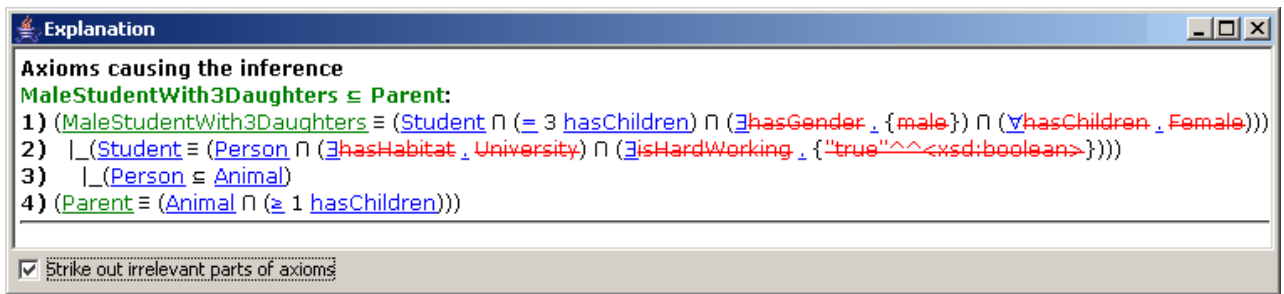 Explanation
Axioms causing the inference
MaleStudentWith3Daughters ⊆ Parent:
1) (MaleStudentWith3Daughters ≡ (Student ⊓ (= 3 hasChildren) ⊓ (∃hasGender . {male}) ⊓ (∀hasChildren . Female)))
2) |_(Student ≡ (Person ⊓ (∃hasHabitat . University) ⊓ (∃isHardWorking . {"true"^^<xsd:boolean>})))
3) |_(Person ⊆ Animal)
4) (Parent ≡ (Animal ⊓ (≥ 1 hasChildren)))
Strike out irrelevant parts of axioms